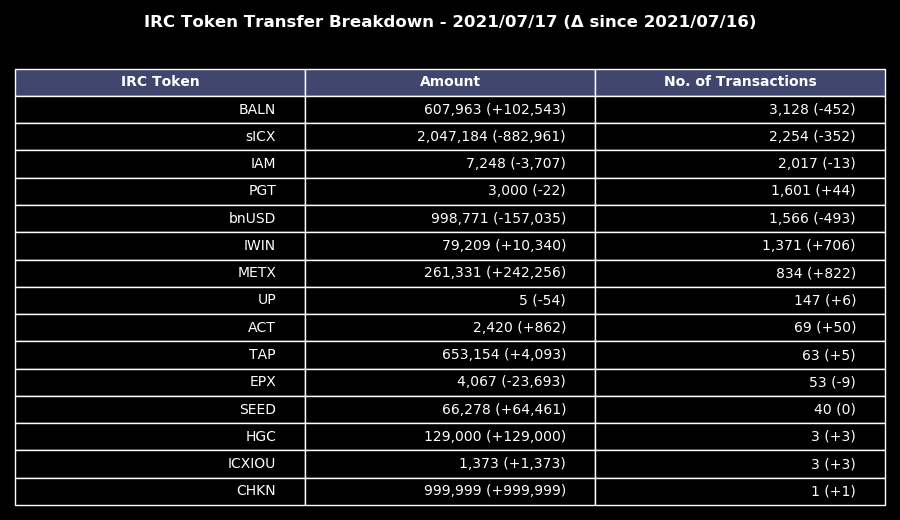 IRC Token Transfer Breakdown - 2021/07/17 (Δ since 2021/07/16)
IRC Token Amount No. of Transactions
BALN 607,963 (+102,543) 3,128 (-452)
sICX 2,047,184 (-882,961) 2,254 (-352)
IAM 7,248 (-3,707) 2,017 (-13)
PGT 3,000 (-22) 1,601 (+44)
bnUSD 998,771 (-157,035) 1,566 (-493)
IWIN 79,209 (+10,340) 1,371 (+706)
METX 261,331 (+242,256) 834 (+822)
UP 5 (-54) 147 (+6)
ACT 2,420 (+862) 69 (+50)
TAP 653,154 (+4,093) 63 (+5)
EPX 4,067 (-23,693) 53 (-9)
SEED 66,278 (+64,461) 40 (0)
HGC 129,000 (+129,000) 3 (+3)
ICXIOU 1,373 (+1,373) 3 (+3)
CHKN 999,999 (+999,999) 1 (+1)